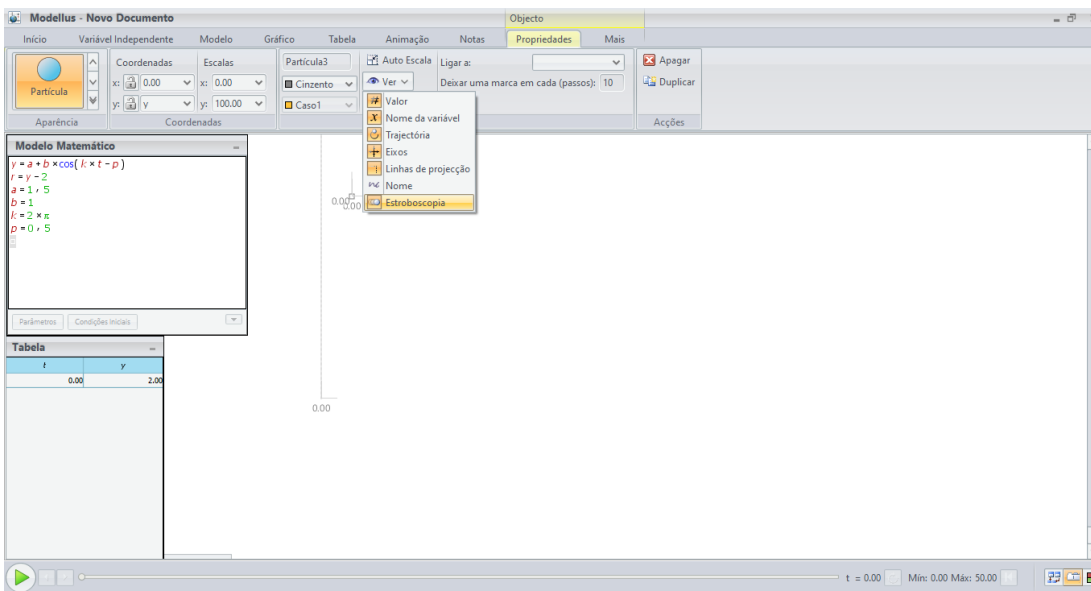 Modellus - Novo Documento
Objecto
Início Variável Independente Modelo Gráfico Tabela Animação Notas Propriedades Mais
Partícula
Aparência
Coordenadas Escalas
x: 0.00 x: 0.00
y: y y: 100.00
Coordenadas
Partícula3
Cinzento
Caso1
Auto Escala
Ver
Ligar a:
Deixar uma marca em cada (passos): 10
Apagar
Duplicar
Acções
Valor
Nome da variável
Trajectória
Eixos
Linhas de projecção
Nome
Estroboscopia
Modelo Matemático
y = a + b × cos( k × t - p )
r = y - 2
a = 1 , 5
b = 1
k = 2 × π
p = 0 , 5
Parâmetros Condições Iniciais
Tabela
t y
0.00 2.00
0.00
0.00
0.00
t = 0.00 Mín: 0.00 Máx: 50.00